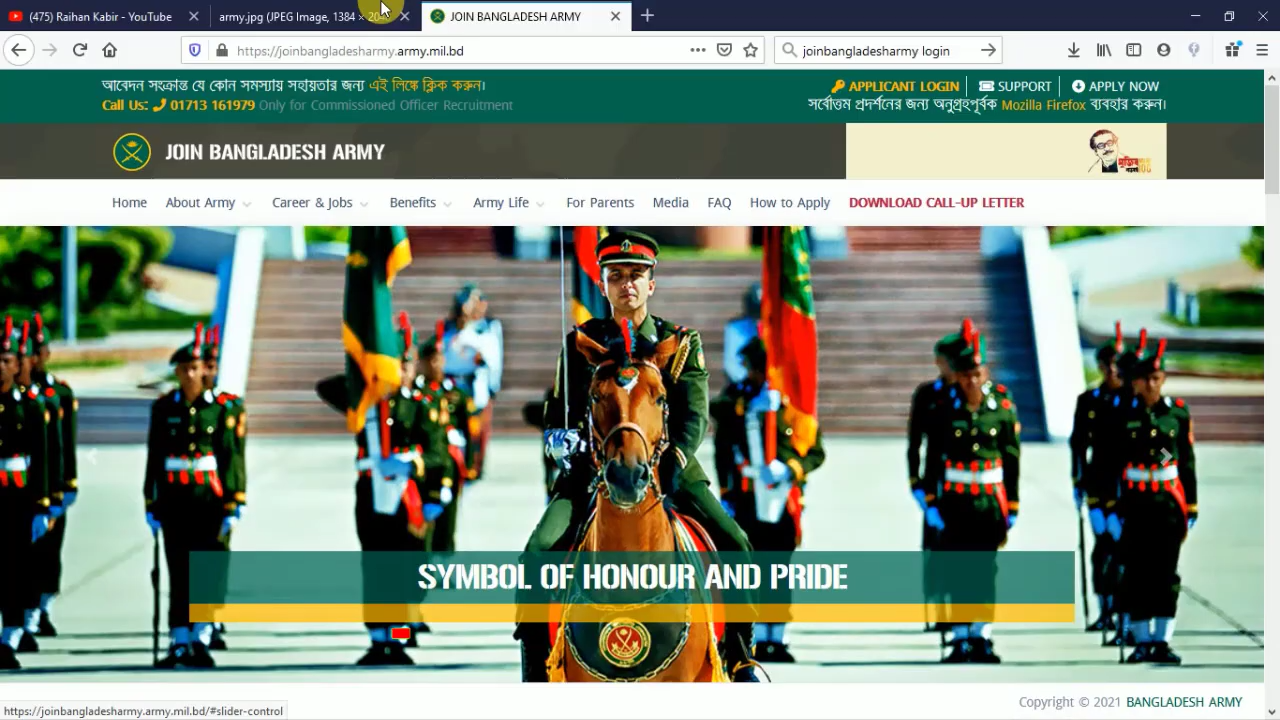 (475) Raihan Kabir - YouTube
army.jpg (JPEG Image, 1384 × 20
JOIN BANGLADESH ARMY
https://joinbangladesharmy.army.mil.bd
joinbangladesharmy login
আবেদন সংক্রান্ত যে কোন সমস্যায় সহায়তার জন্য এই লিঙ্কে ক্লিক করুন।
APPLICANT LOGIN
SUPPORT
APPLY NOW
Call Us: 01713 161979 Only for Commissioned Officer Recruitment
সর্বোত্তম প্রদর্শনের জন্য অনুগ্রহপূর্বক Mozilla Firefox ব্যবহার করুন।
JOIN BANGLADESH ARMY
Home
About Army
Career & Jobs
Benefits
Army Life
For Parents
Media
FAQ
How to Apply
DOWNLOAD CALL-UP LETTER
SYMBOL OF HONOUR AND PRIDE
Copyright © 2021 BANGLADESH ARMY
https://joinbangladesharmy.army.mil.bd/#slider-control